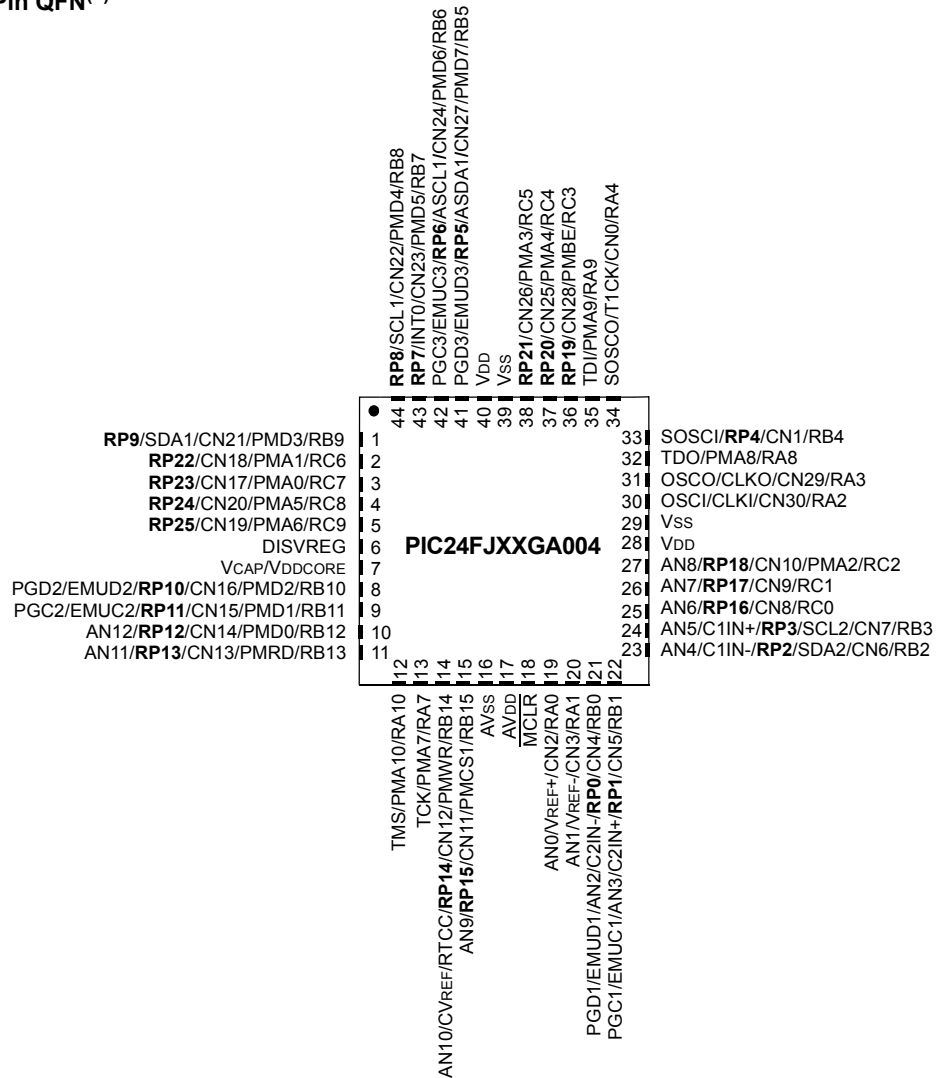 Pin QFN
RP8/SCL1/CN22/PMD4/RB8
RP7/INT0/CN23/PMD5/RB7
PGC3/EMUC3/RP6/ASCL1/CN24/PMD6/RB6
PGD3/EMUD3/RP5/ASDA1/CN27/PMD7/RB5
VDD
VSS
RP21/CN26/PMA3/RC5
RP20/CN25/PMA4/RC4
RP19/CN28/PMBE/RC3
TDI/PMA9/RA9
SOSCO/T1CK/CN0/RA4
44 43 42 41 40 39 38 37 36 35 34
RP9/SDA1/CN21/PMD3/RB9 1
RP22/CN18/PMA1/RC6 2
RP23/CN17/PMA0/RC7 3
RP24/CN20/PMA5/RC8 4
RP25/CN19/PMA6/RC9 5
DISVREG 6
VCAP/VDDCORE 7
PGD2/EMUD2/RP10/CN16/PMD2/RB10 8
PGC2/EMUC2/RP11/CN15/PMD1/RB11 9
AN12/RP12/CN14/PMD0/RB12 10
AN11/RP13/CN13/PMRD/RB13 11
PIC24FJXXGA004
33 SOSCI/RP4/CN1/RB4
32 TDO/PMA8/RA8
31 OSCO/CLKO/CN29/RA3
30 OSCI/CLKI/CN30/RA2
29 VSS
28 VDD
27 AN8/RP18/CN10/PMA2/RC2
26 AN7/RP17/CN9/RC1
25 AN6/RP16/CN8/RC0
24 AN5/C1IN+/RP3/SCL2/CN7/RB3
23 AN4/C1IN-/RP2/SDA2/CN6/RB2
12 13 14 15 16 17 18 19 20 21 22
TMS/PMA10/RA10
TCK/PMA7/RA7
AN10/CVREF/RTCC/RP14/CN12/PMWR/RB14
AN9/RP15/CN11/PMCS1/RB15
AVSS
AVDD
MCLR
AN0/VREF+/CN2/RA0
AN1/VREF-/CN3/RA1
PGD1/EMUD1/AN2/C2IN-/RP0/CN4/RB0
PGC1/EMUC1/AN3/C2IN+/RP1/CN5/RB1